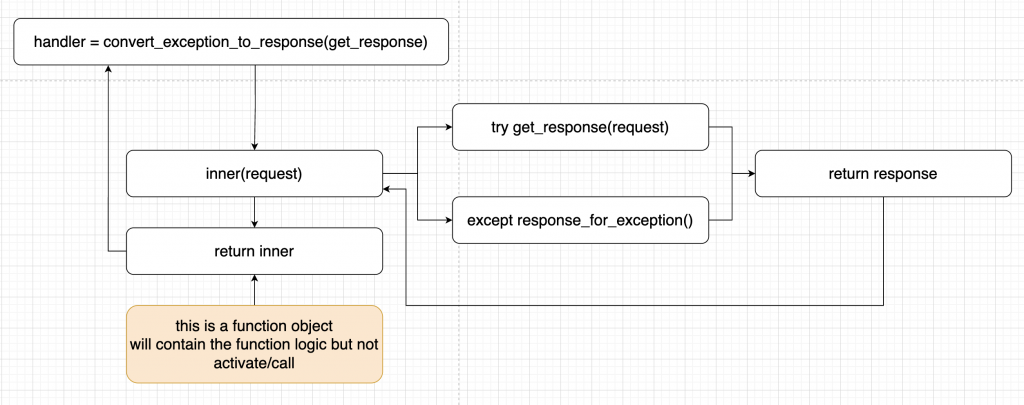 handler = convert_exception_to_response(get_response)
try get_response(request)
inner(request)
return response
except response_for_exception()
return inner
this is a function object
will contain the function logic but not
activate/call